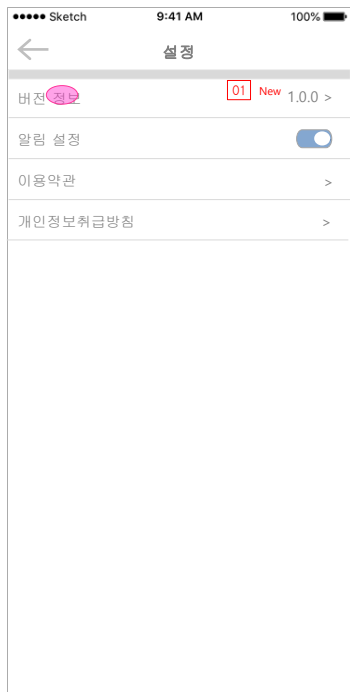 ●●●●● Sketch 9:41 AM 100%
설정
버전 정보 01 New 1.0.0 >
알림 설정
이용약관 >
개인정보취급방침 >